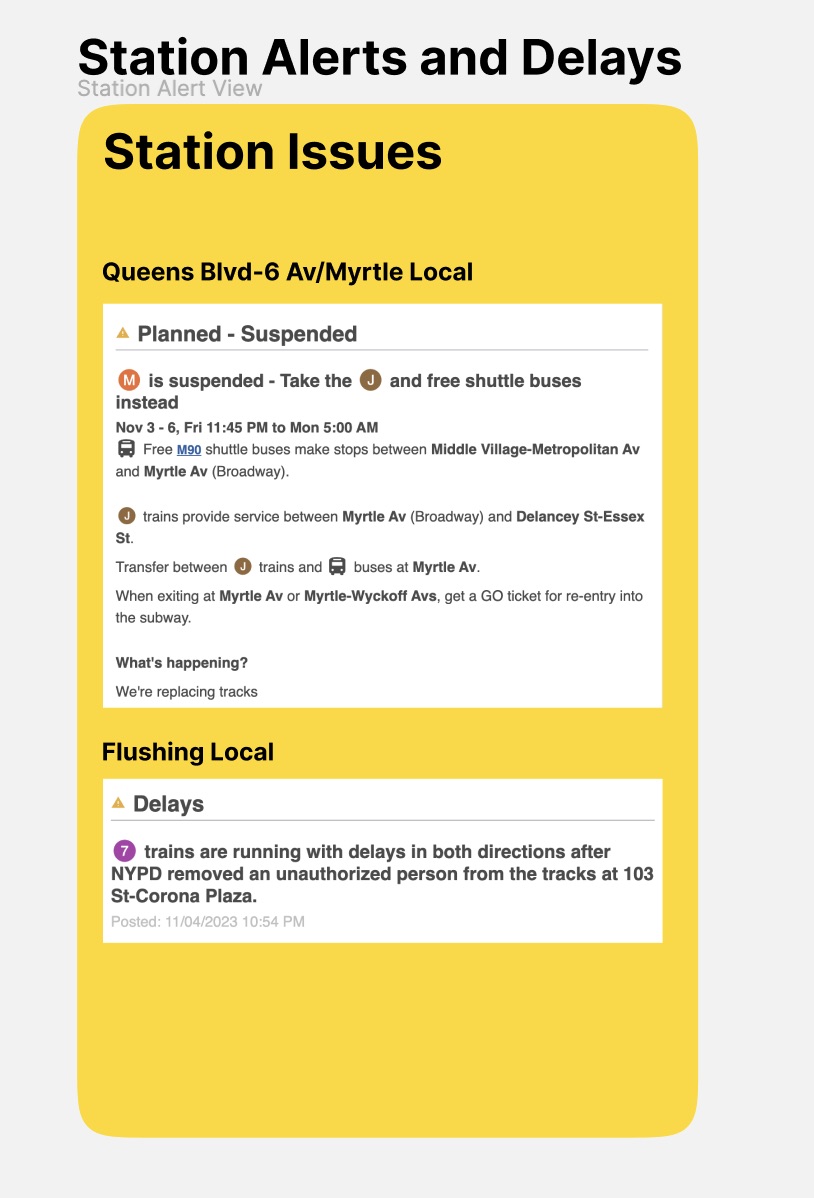 Station Alerts and Delays
Station Alert View
Station Issues
Queens Blvd-6 Av/Myrtle Local
Planned - Suspended
M is suspended - Take the J and free shuttle buses
instead
Nov 3 - 6, Fri 11:45 PM to Mon 5:00 AM
Free M90 shuttle buses make stops between Middle Village-Metropolitan Av
and Myrtle Av (Broadway).
J trains provide service between Myrtle Av (Broadway) and Delancey St-Essex
St.
Transfer between J trains and buses at Myrtle Av.
When exiting at Myrtle Av or Myrtle-Wyckoff Avs, get a GO ticket for re-entry into
the subway.
What's happening?
We're replacing tracks
Flushing Local
Delays
7 trains are running with delays in both directions after
NYPD removed an unauthorized person from the tracks at 103
St-Corona Plaza.
Posted: 11/04/2023 10:54 PM